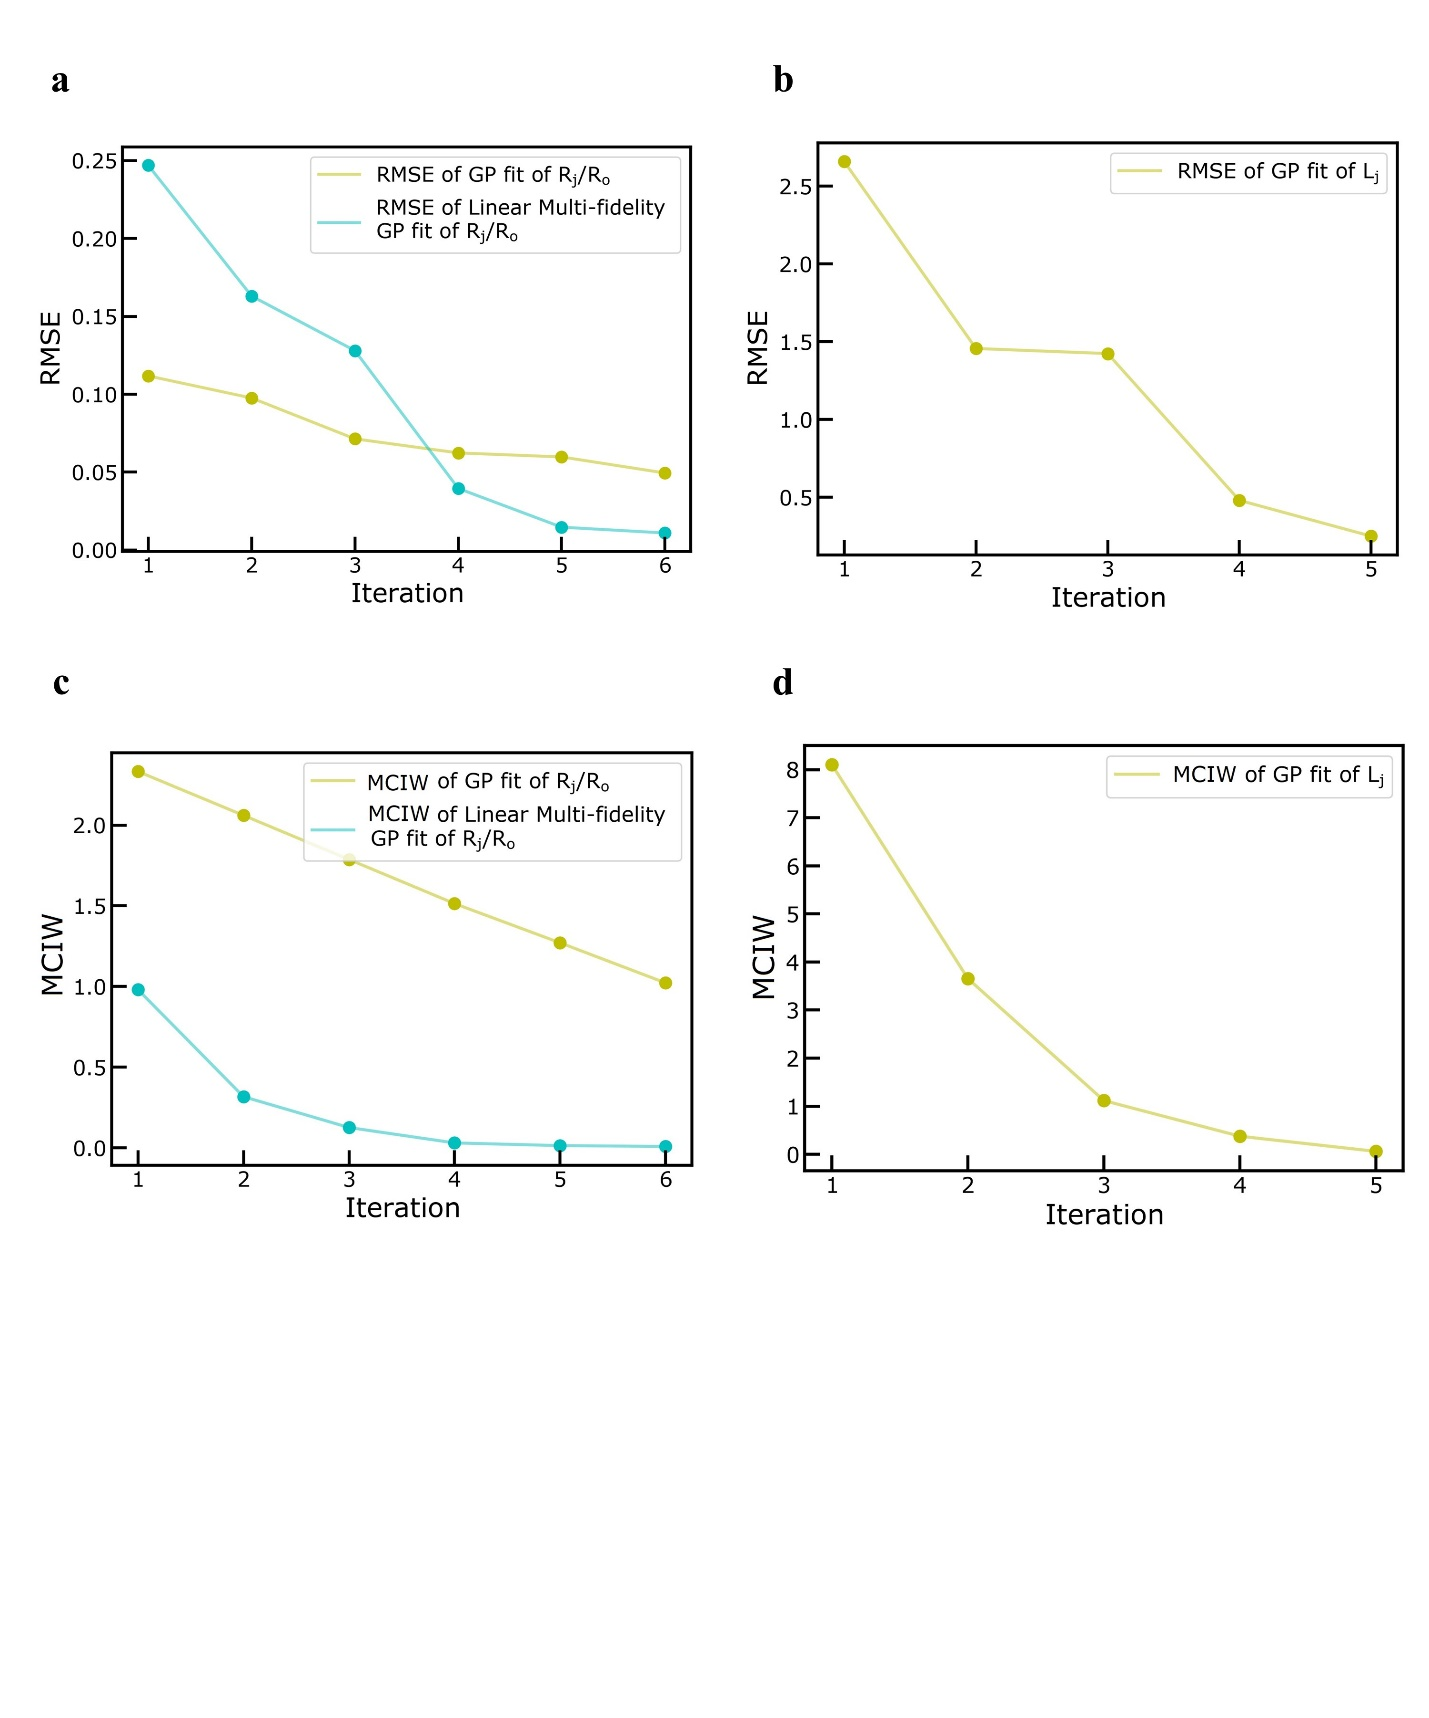 a
0.25
0.20
0.15
0.10
0.05
0.00
RMSE
RMSE of GP fit of Rj/Ro
RMSE of Linear Multi-fidelity
GP fit of Rj/Ro
1 2 3 4 5 6
Iteration
b
2.5
2.0
1.5
1.0
0.5
RMSE
RMSE of GP fit of Lj
1 2 3 4 5
Iteration
c
2.0
1.5
1.0
0.5
0.0
MCIW
MCIW of GP fit of Rj/Ro
MCIW of Linear Multi-fidelity
GP fit of Rj/Ro
1 2 3 4 5 6
Iteration
d
8
7
6
5
4
3
2
1
0
MCIW
MCIW of GP fit of Lj
1 2 3 4 5
Iteration